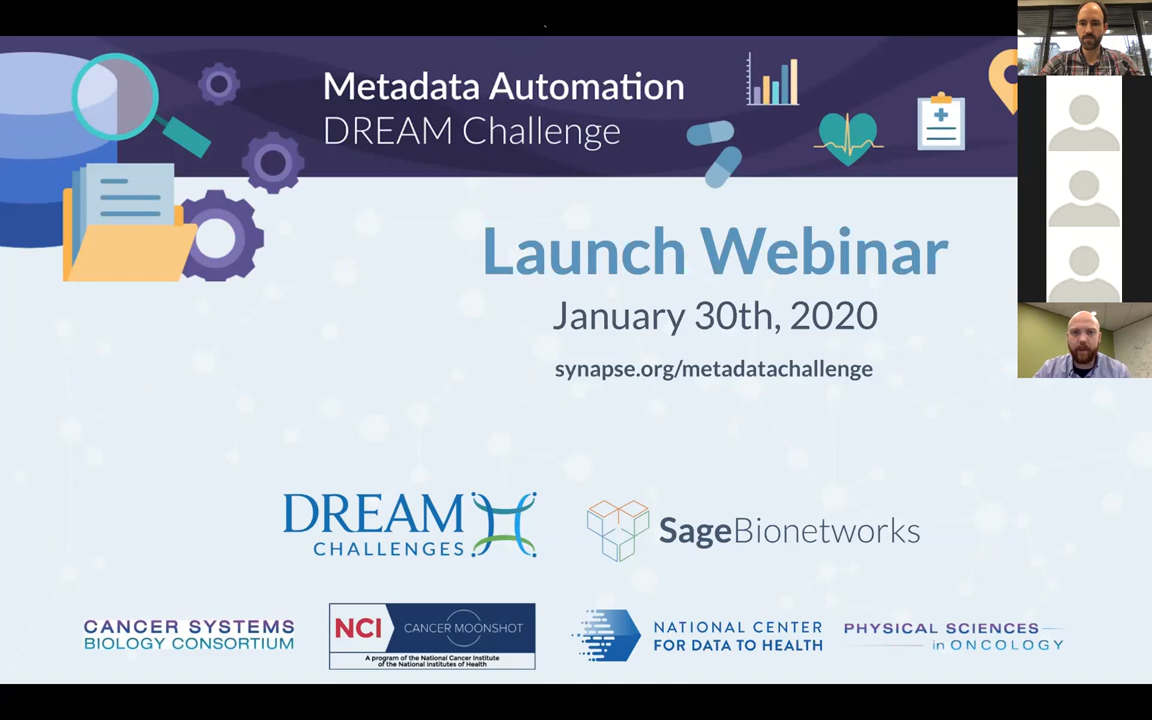 Metadata Automation
DREAM Challenge
Launch Webinar
January 30th, 2020
synapse.org/metadatachallenge
DREAM
CHALLENGES
SageBionetworks
CANCER SYSTEMS
BIOLOGY CONSORTIUM
NCI CANCER MOONSHOT
A program of the National Cancer Institute
of the National Institutes of Health
NATIONAL CENTER
FOR DATA TO HEALTH
PHYSICAL SCIENCES
in ONCOLOGY